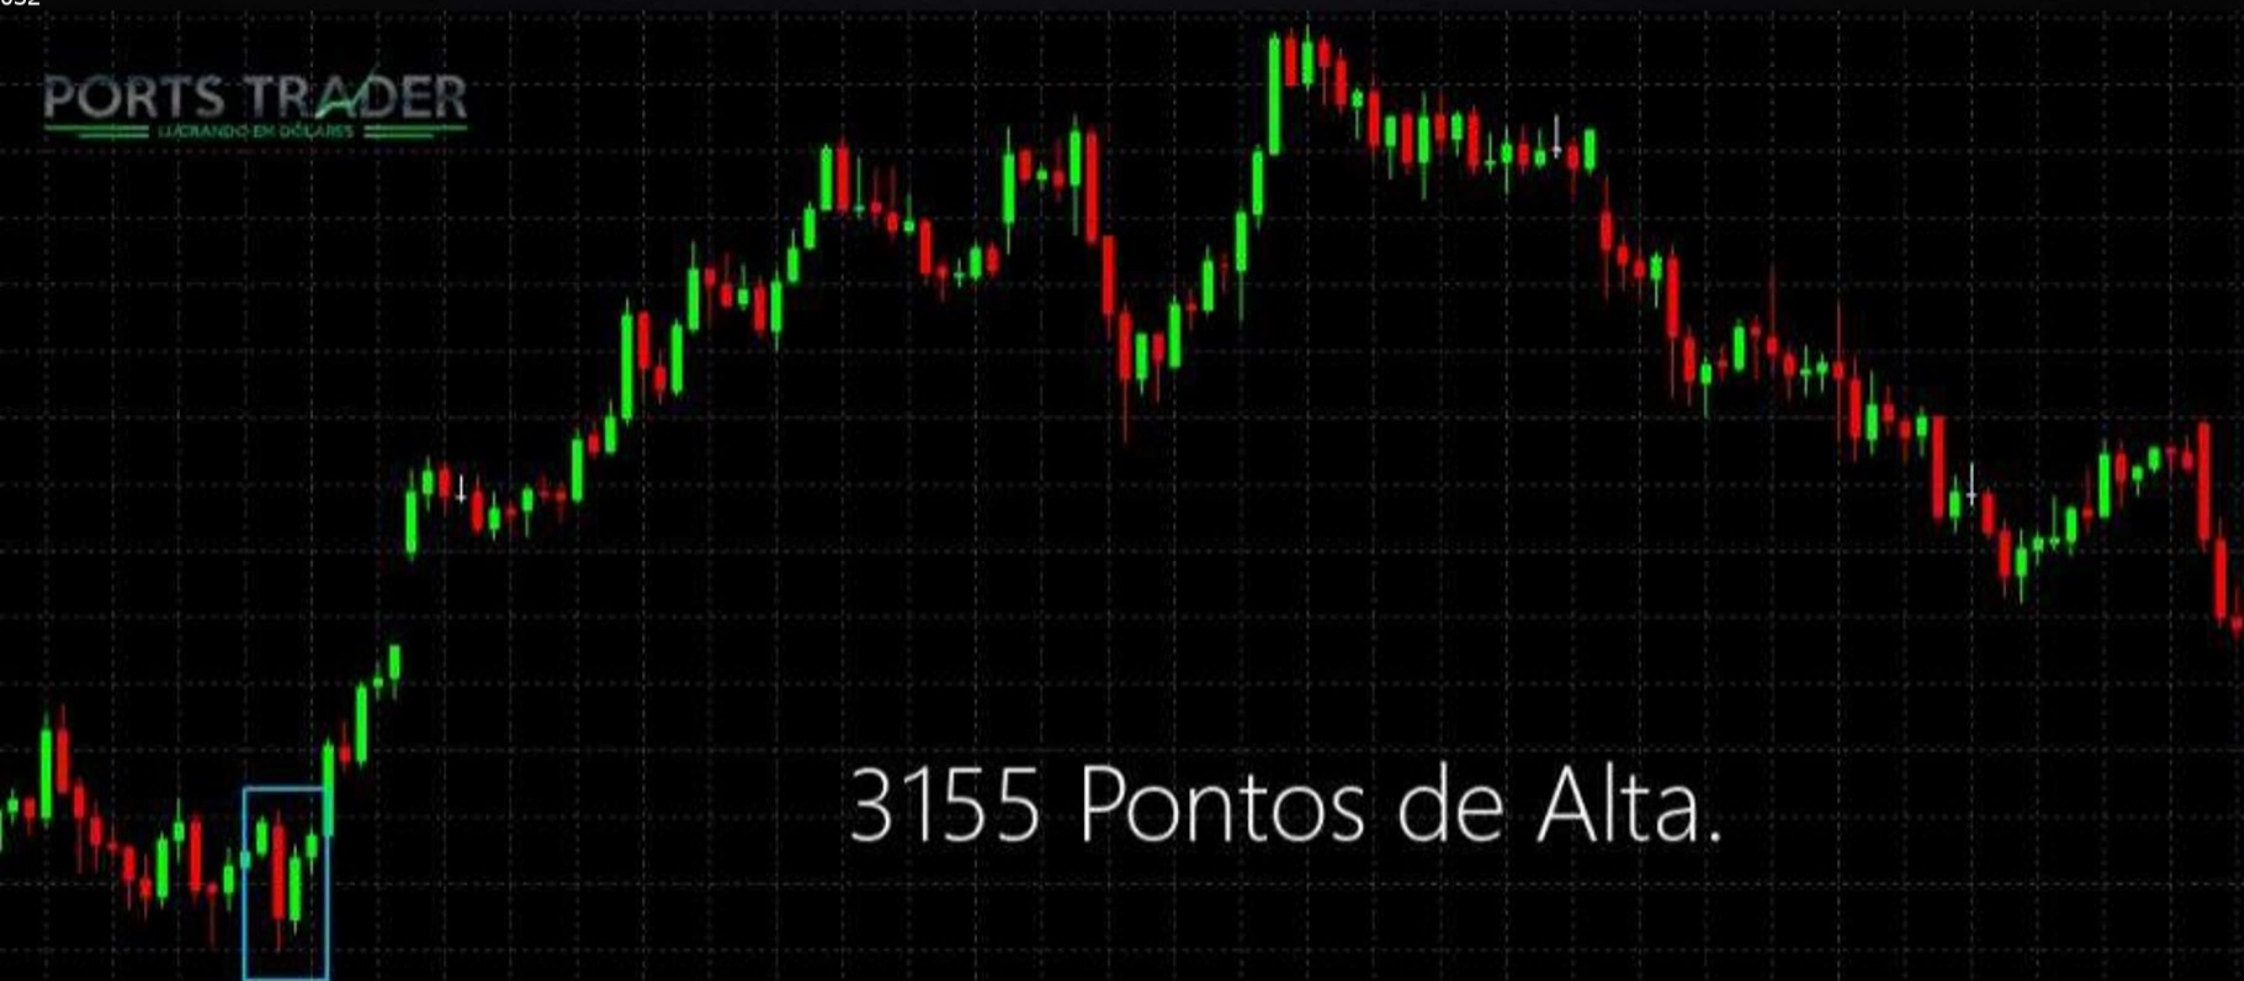 PORTS TRADER
LUCRANDO EM DÓLARES
3155 Pontos de Alta.